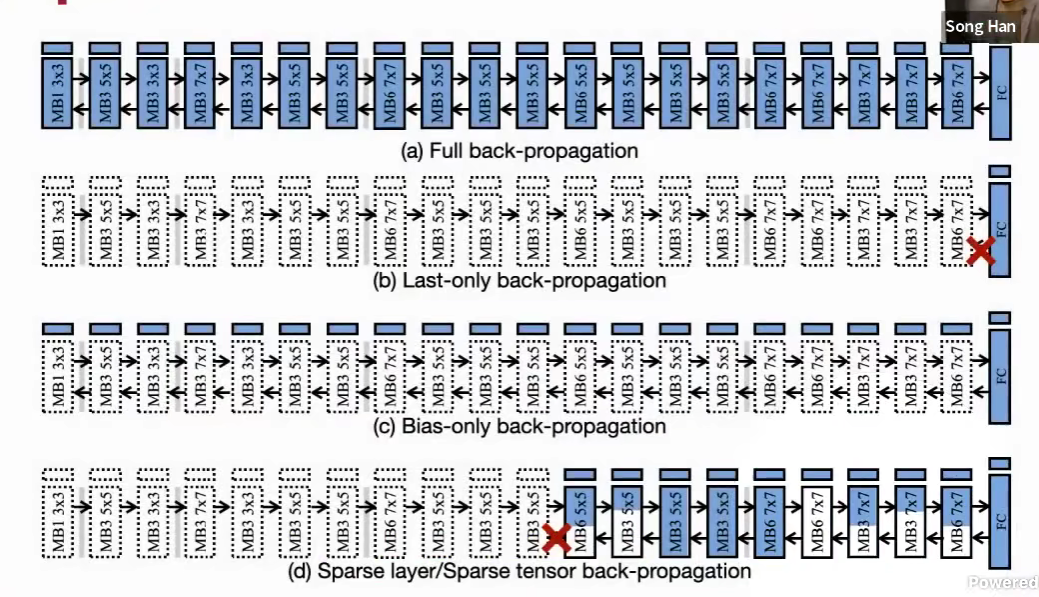 Song Han
MB1 3x3 MB3 5x5 MB3 3x3 MB3 7x7 MB3 3x3 MB3 5x5 MB3 5x5 MB6 7x7 MB3 5x5 MB3 5x5 MB3 5x5 MB6 5x5 MB3 5x5 MB3 5x5 MB3 5x5 MB6 7x7 MB6 7x7 MB3 7x7 MB3 7x7 MB6 7x7 FC
(a) Full back-propagation
MB1 3x3 MB3 5x5 MB3 3x3 MB3 7x7 MB3 3x3 MB3 5x5 MB3 5x5 MB6 7x7 MB3 5x5 MB3 5x5 MB3 5x5 MB6 5x5 MB3 5x5 MB3 5x5 MB3 5x5 MB6 7x7 MB6 7x7 MB3 7x7 MB3 7x7 MB6 7x7 FC
(b) Last-only back-propagation
MB1 3x3 MB3 5x5 MB3 3x3 MB3 7x7 MB3 3x3 MB3 5x5 MB3 5x5 MB6 7x7 MB3 5x5 MB3 5x5 MB3 5x5 MB6 5x5 MB3 5x5 MB3 5x5 MB3 5x5 MB6 7x7 MB6 7x7 MB3 7x7 MB3 7x7 MB6 7x7 FC
(c) Bias-only back-propagation
MB1 3x3 MB3 5x5 MB3 3x3 MB3 7x7 MB3 3x3 MB3 5x5 MB3 5x5 MB6 7x7 MB3 5x5 MB3 5x5 MB3 5x5 MB6 5x5 MB3 5x5 MB3 5x5 MB3 5x5 MB6 7x7 MB6 7x7 MB3 7x7 MB3 7x7 MB6 7x7 FC
(d) Sparse layer/Sparse tensor back-propagation
Powered